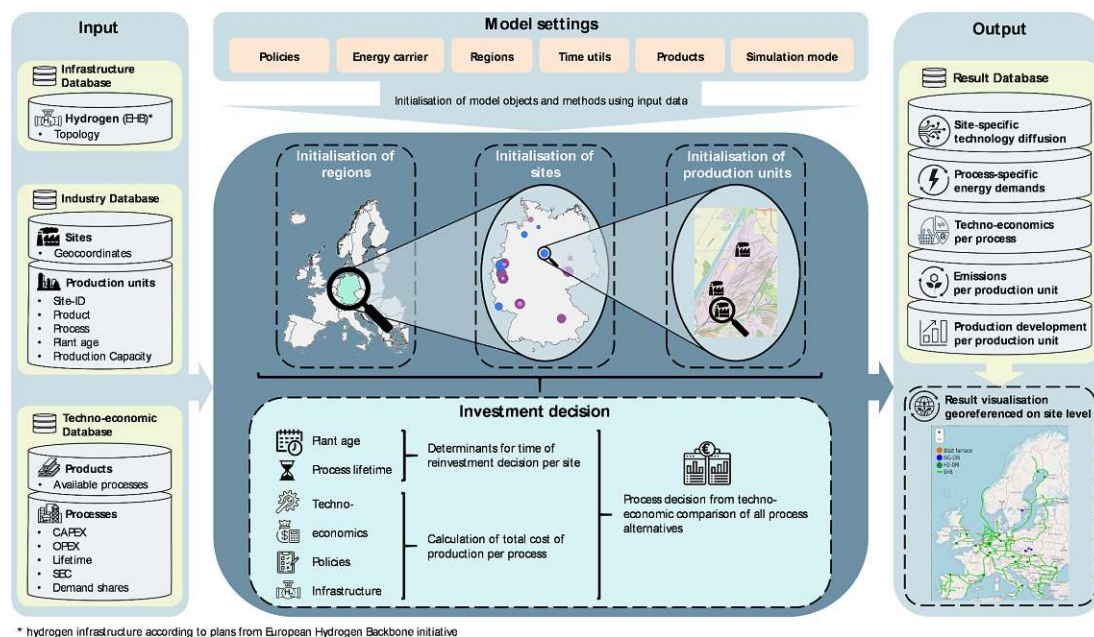 Input
Infrastructure
Database
Hydrogen (EHB)*
• Topology
Industry Database
Sites
• Geocoordinates
Production units
• Site-ID
• Product
• Process
• Plant age
• Production Capacity
Techno-economic
Database
Products
• Available processes
Processes
• CAPEX
• OPEX
• Lifetime
• SEC
• Demand shares
Model settings
Policies
Energy carrier
Regions
Time utils
Products
Simulation mode
Initialisation of model objects and methods using input data
Initialisation of
regions
Initialisation of
sites
Initialisation of
production units
Investment decision
Plant age
Process lifetime
Techno-
economics
Policies
H₂
Infrastructure
Determinants for time of
reinvestment decision per site
Calculation of total cost of
production per process
Process decision from techno-
economic comparison of all process
alternatives
Output
Result Database
Site-specific
technology diffusion
Process-specific
energy demands
Techno-economics
per process
Emissions
per production unit
Production development
per production unit
Result visualisation
georeferenced on site level
Blast furnace
NG-DRI
H2-DRI
EHB
* hydrogen infrastructure according to plans from European Hydrogen Backbone initiative